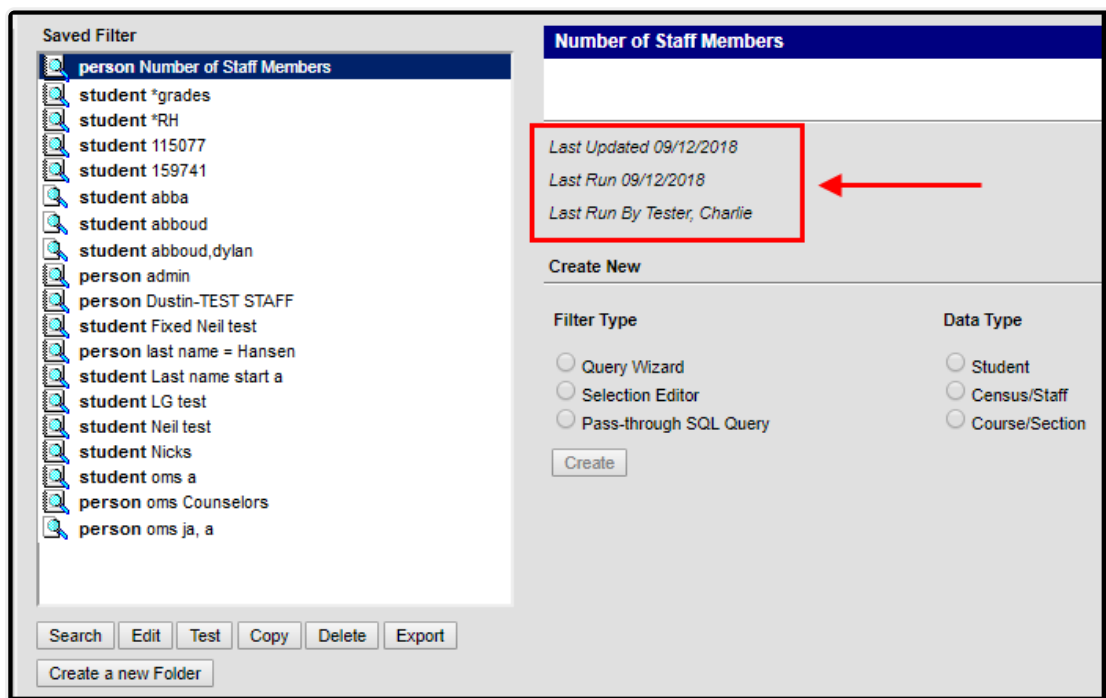 Saved Filter
person Number of Staff Members
student *grades
student *RH
student 115077
student 159741
student abba
student abboud
student abboud,dylan
person admin
person Dustin-TEST STAFF
student Fixed Neil test
person last name = Hansen
student Last name start a
student LG test
student Neil test
student Nicks
student oms a
person oms Counselors
person oms ja, a
Search Edit Test Copy Delete Export
Create a new Folder
Number of Staff Members
Last Updated 09/12/2018
Last Run 09/12/2018
Last Run By Tester, Charlie
Create New
Filter Type
Query Wizard
Selection Editor
Pass-through SQL Query
Create
Data Type
Student
Census/Staff
Course/Section